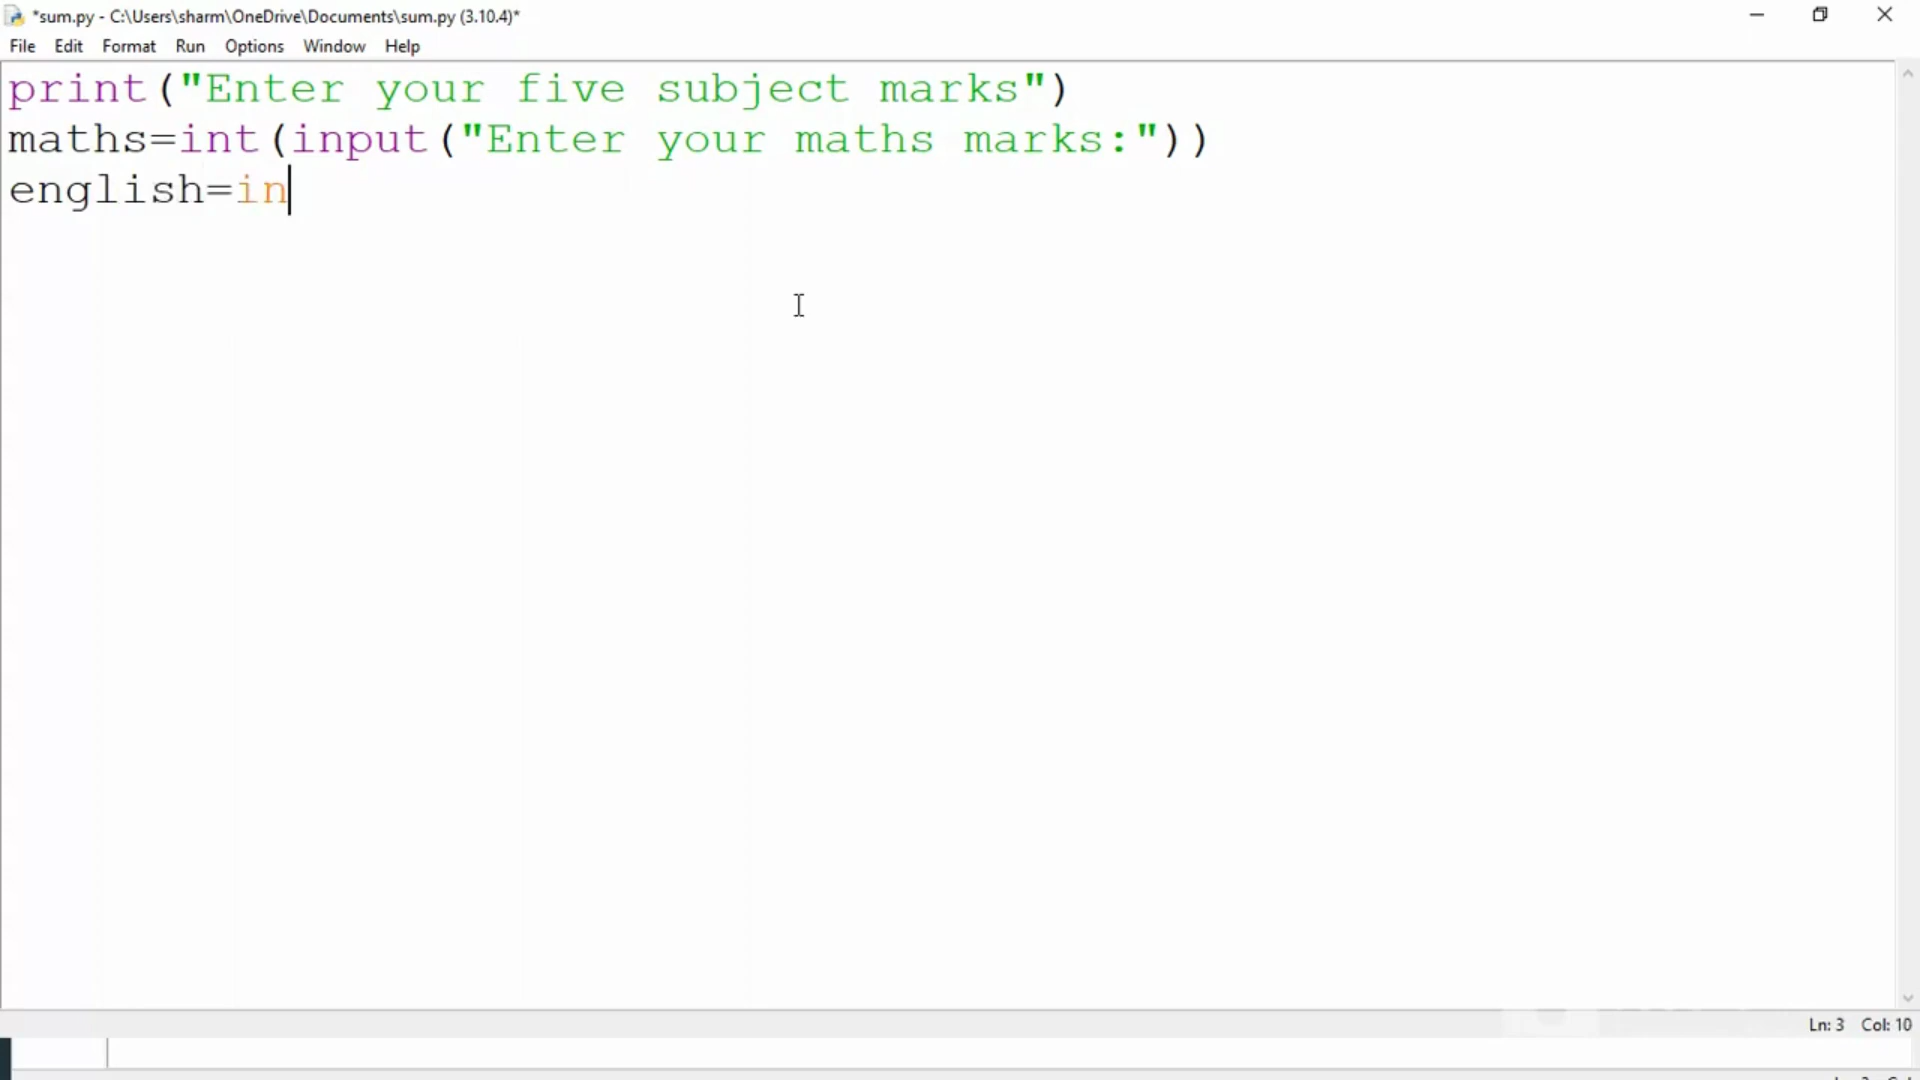 *sum.py - C:\Users\sharm\OneDrive\Documents\sum.py (3.10.4)*
File Edit Format Run Options Window Help
print("Enter your five subject marks")
maths=int(input("Enter your maths marks:"))
english=in
Ln: 3 Col: 10